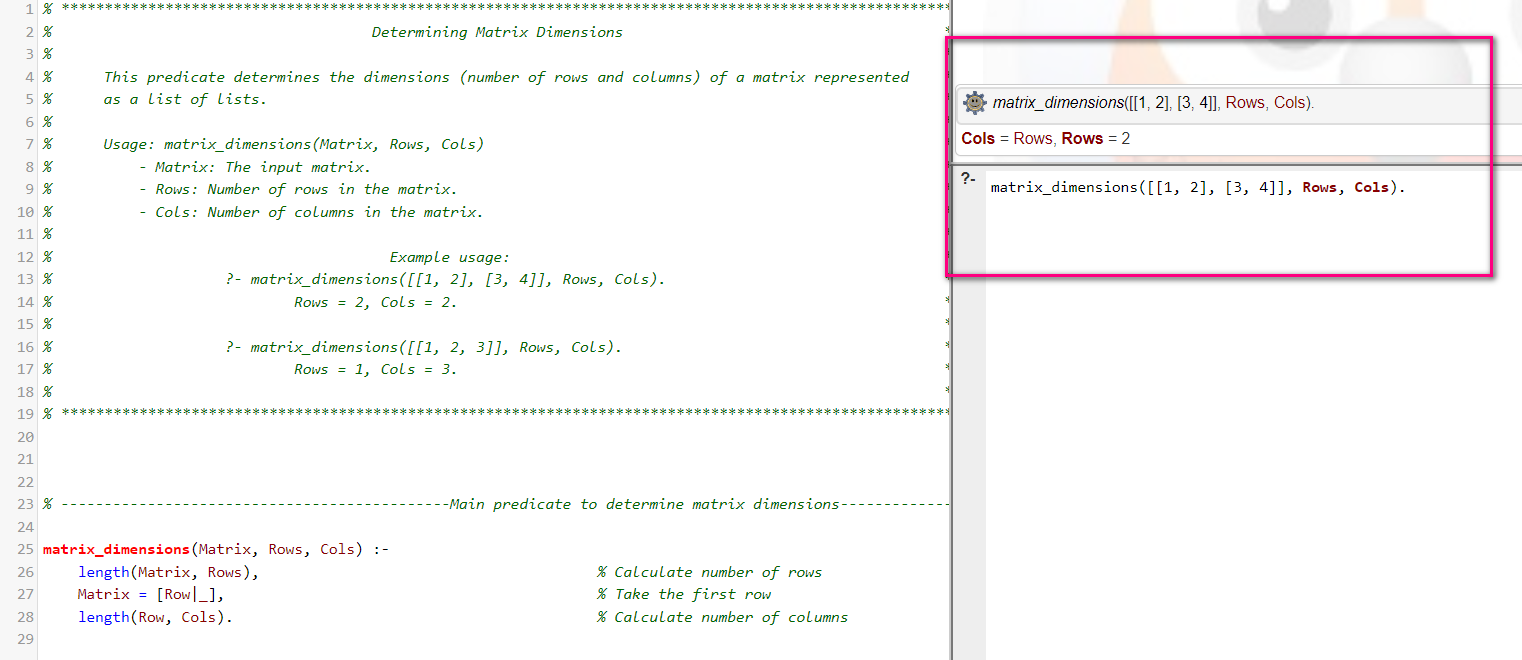 1 % ********************************************************************************************************
2 % Determining Matrix Dimensions *
3 %
4 % This predicate determines the dimensions (number of rows and columns) of a matrix represented
5 % as a list of lists.
6 %
7 % Usage: matrix_dimensions(Matrix, Rows, Cols)
8 % - Matrix: The input matrix.
9 % - Rows: Number of rows in the matrix.
10 % - Cols: Number of columns in the matrix.
11 %
12 % Example usage:
13 % ?- matrix_dimensions([[1, 2], [3, 4]], Rows, Cols).
14 % Rows = 2, Cols = 2. *
15 % *
16 % ?- matrix_dimensions([[1, 2, 3]], Rows, Cols). *
17 % Rows = 1, Cols = 3. *
18 % *
19 % ********************************************************************************************************
20
21
22
23 % ---------------------------------------------Main predicate to determine matrix dimensions-------------
24
25 matrix_dimensions(Matrix, Rows, Cols) :-
26 length(Matrix, Rows), % Calculate number of rows
27 Matrix = [Row|_], % Take the first row
28 length(Row, Cols). % Calculate number of columns
29
matrix_dimensions([[1, 2], [3, 4]], Rows, Cols).
Cols = Rows, Rows = 2
?- matrix_dimensions([[1, 2], [3, 4]], Rows, Cols).